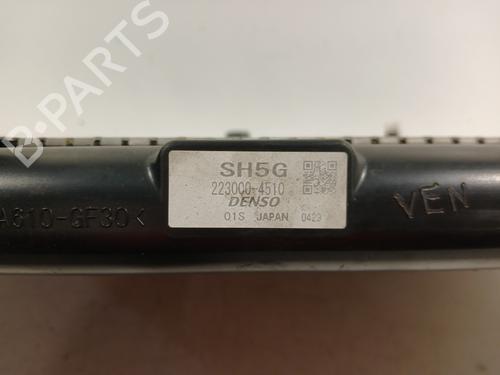 SH5G
223000-4510
DENSO
01S JAPAN 0423
A610-GF30<
VEN
B-PARTS